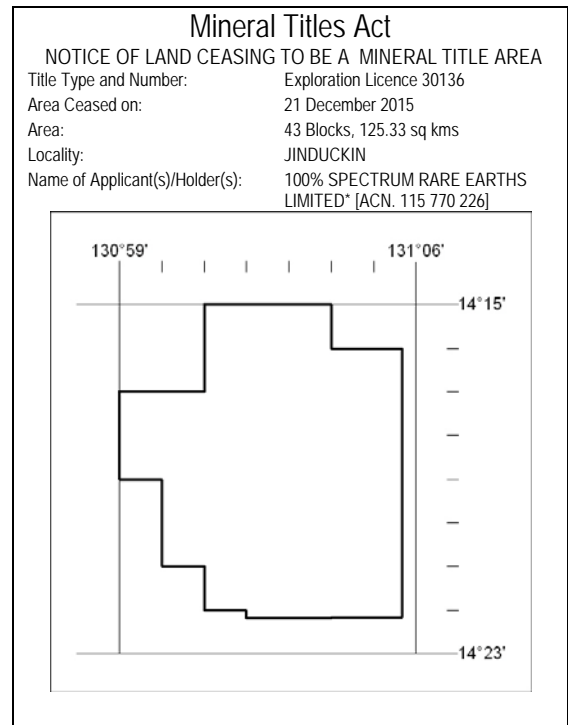 Mineral Titles Act
NOTICE OF LAND CEASING TO BE A MINERAL TITLE AREA
Title Type and Number: Exploration Licence 30136
Area Ceased on: 21 December 2015
Area: 43 Blocks, 125.33 sq kms
Locality: JINDUCKIN
Name of Applicant(s)/Holder(s): 100% SPECTRUM RARE EARTHS
LIMITED* [ACN. 115 770 226]
130°59' 131°06'
14°15'
14°23'